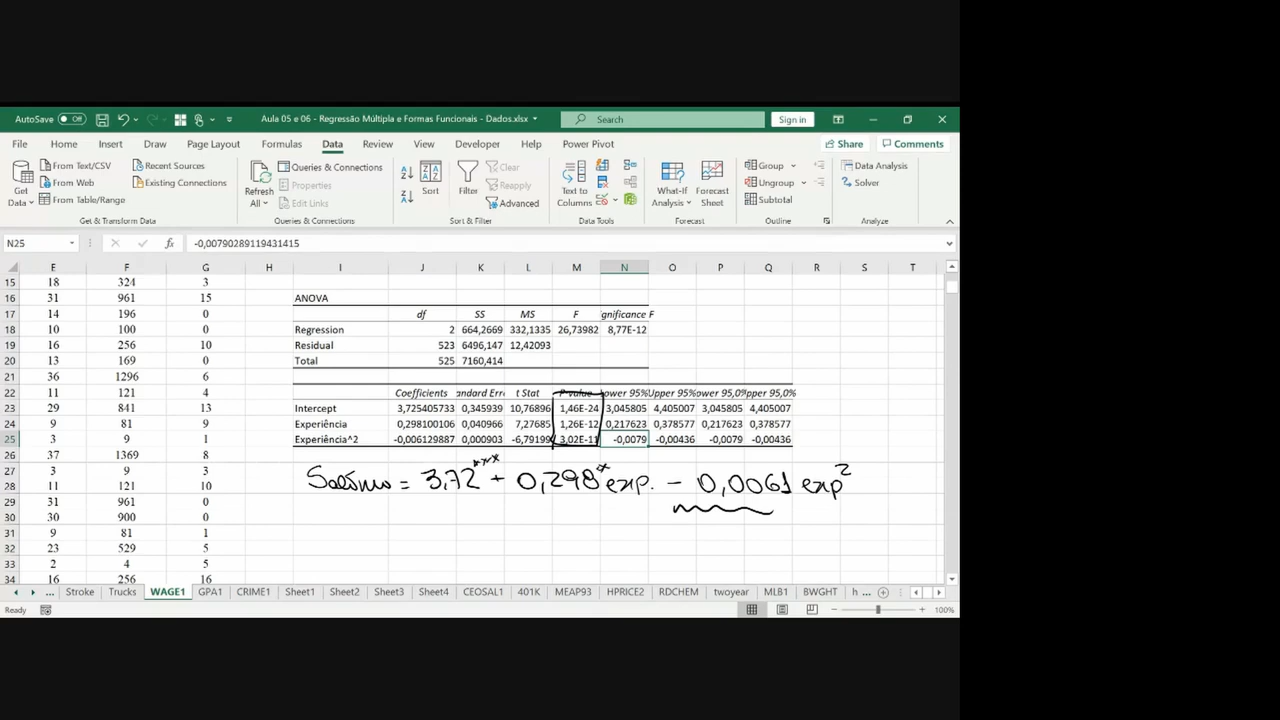 AutoSave Off Aula 05 e 06 - Regressão Múltipla e Formas Funcionais - Dados.xlsx Search Sign in
File Home Insert Draw Page Layout Formulas Data Review View Developer Help Power Pivot Share Comments
Get Data From Text/CSV From Web From Table/Range Recent Sources Existing Connections Refresh All Queries & Connections Properties Edit Links Sort Filter Clear Reapply Advanced Text to Columns What-If Analysis Forecast Sheet Group Ungroup Subtotal Data Analysis Solver
Get & Transform Data Queries & Connections Sort & Filter Data Tools Forecast Outline Analyze
N25 fx -0,00790289119431415
E F G H I J K L M N O P Q R S T
15 18 324 3
16 31 961 15 ANOVA
17 14 196 0 df SS MS F gnificance F
18 10 100 0 Regression 2 664,2669 332,1335 26,73982 8,77E-12
19 16 256 10 Residual 523 6496,147 12,42093
20 13 169 0 Total 525 7160,414
21 36 1296 6
22 11 121 4 Coefficients andard Erro t Stat P-value ower 95% Upper 95% ower 95,0% pper 95,0%
23 29 841 13 Intercept 3,725405733 0,345939 10,76896 1,46E-24 3,045805 4,405007 3,045805 4,405007
24 9 81 9 Experiência 0,298100106 0,040966 7,27685 1,26E-12 0,217623 0,378577 0,217623 0,378577
25 3 9 1 Experiência^2 -0,006129887 0,000903 -6,79199 3,02E-11 -0,0079 -0,00436 -0,0079 -0,00436
26 37 1369 8
27 3 9 3
28 11 121 10
Salário = 3,72*** + 0,298* exp. - 0,0061 exp²
29 31 961 0
30 30 900 0
31 9 81 1
32 23 529 5
33 2 4 5
34 16 256 16
... Stroke Trucks WAGE1 GPA1 CRIME1 Sheet1 Sheet2 Sheet3 Sheet4 CEOSAL1 401K MEAP93 HPRICE2 RDCHEM twoyear MLB1 BWGHT h ...
Ready 100%